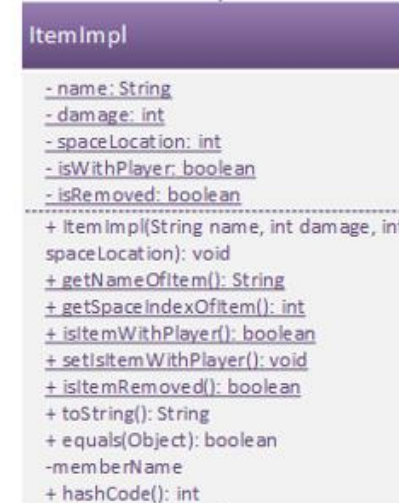 ItemImpl
- name: String
- damage: int
- spaceLocation: int
- isWithPlayer: boolean
- isRemoved: boolean
+ ItemImpl(String name, int damage, int
spaceLocation): void
+ getNameOfItem(): String
+ getSpaceIndexOfItem(): int
+ isItemWithPlayer(): boolean
+ setIsItemWithPlayer(): void
+ isItemRemoved(): boolean
+ toString(): String
+ equals(Object): boolean
-memberName
+ hashCode(): int